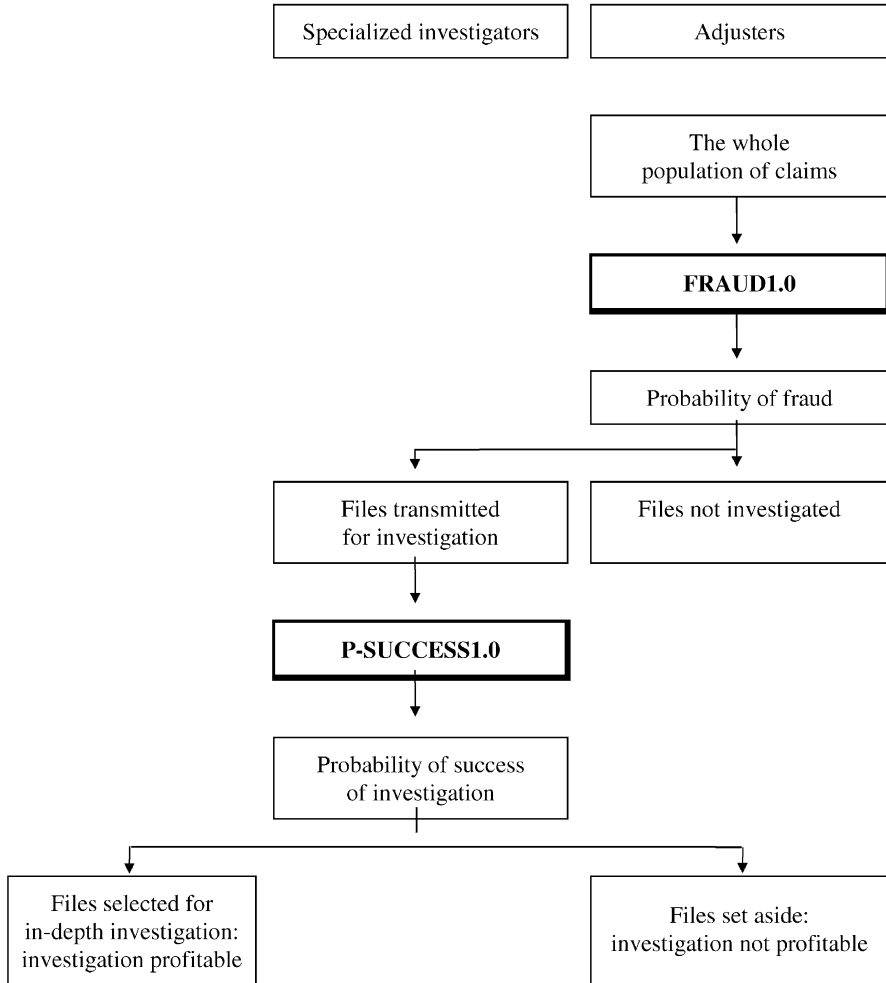 Specialized investigators
Adjusters
The whole
population of claims
FRAUD1.0
Probability of fraud
Files transmitted
for investigation
Files not investigated
P-SUCCESS1.0
Probability of success
of investigation
Files selected for
in-depth investigation:
investigation profitable
Files set aside:
investigation not profitable